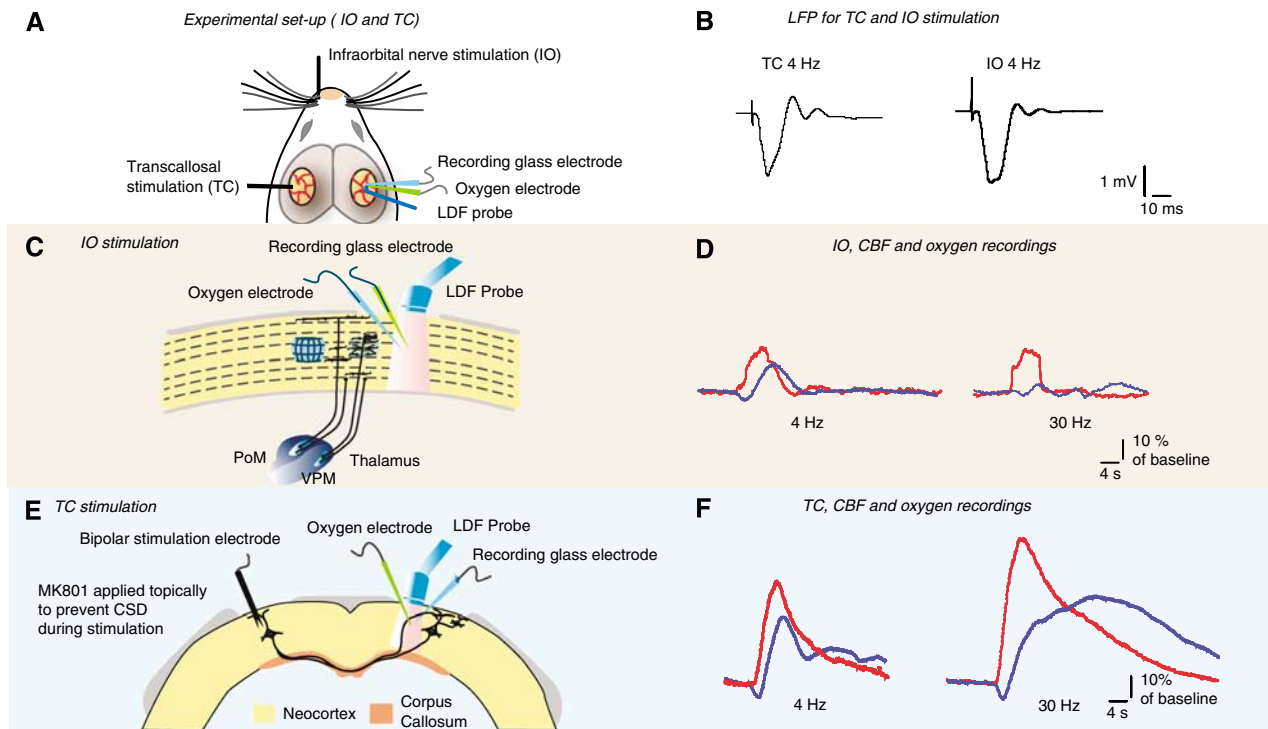 A
Experimental set-up ( IO and TC)
Infraorbital nerve stimulation (IO)
Transcallosal
stimulation (TC)
Recording glass electrode
Oxygen electrode
LDF probe
B
LFP for TC and IO stimulation
TC 4 Hz
IO 4 Hz
1 mV
10 ms
C
IO stimulation
Recording glass electrode
Oxygen electrode
LDF Probe
PoM
Thalamus
VPM
D
IO, CBF and oxygen recordings
4 Hz
30 Hz
10 %
of baseline
4 s
E
TC stimulation
Bipolar stimulation electrode
Oxygen electrode
LDF Probe
Recording glass electrode
MK801 applied topically
to prevent CSD
during stimulation
Neocortex
Corpus
Callosum
F
TC, CBF and oxygen recordings
4 Hz
30 Hz
10%
of baseline
4 s